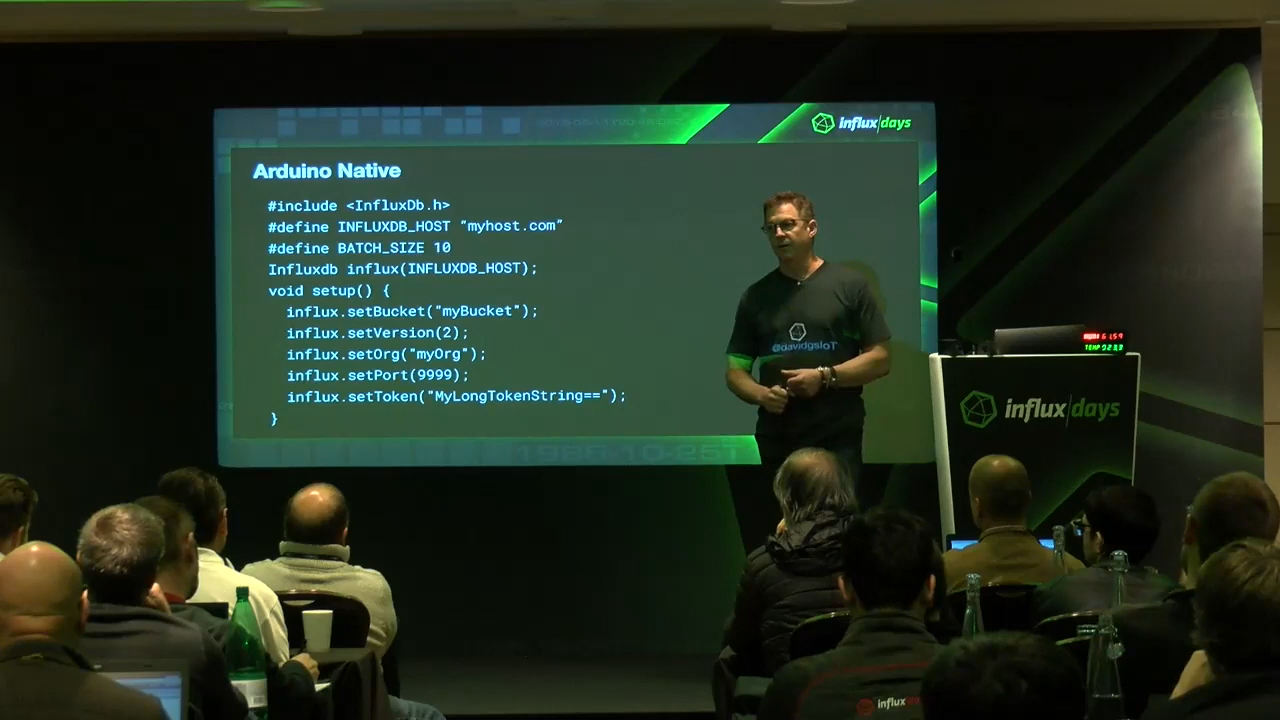 influx|days
Arduino Native
#include <InfluxDb.h>
#define INFLUXDB_HOST “myhost.com”
#define BATCH_SIZE 10
Influxdb influx(INFLUXDB_HOST);
void setup() {
influx.setBucket("myBucket");
influx.setVersion(2);
influx.setOrg("myOrg");
influx.setPort(9999);
influx.setToken("MyLongTokenString==");
}
@davidgsIoT
influx|days